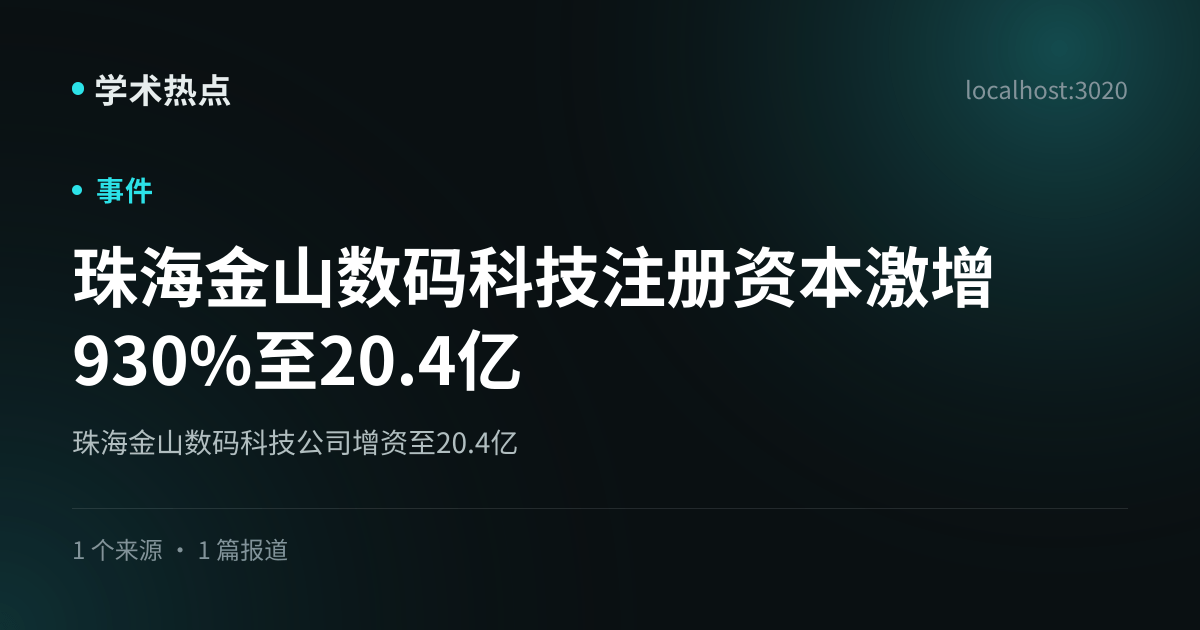 学术热点
localhost:3020
事件
珠海金山数码科技注册资本激增
930%至20.4亿
珠海金山数码科技公司增资至20.4亿
1 个来源 · 1 篇报道